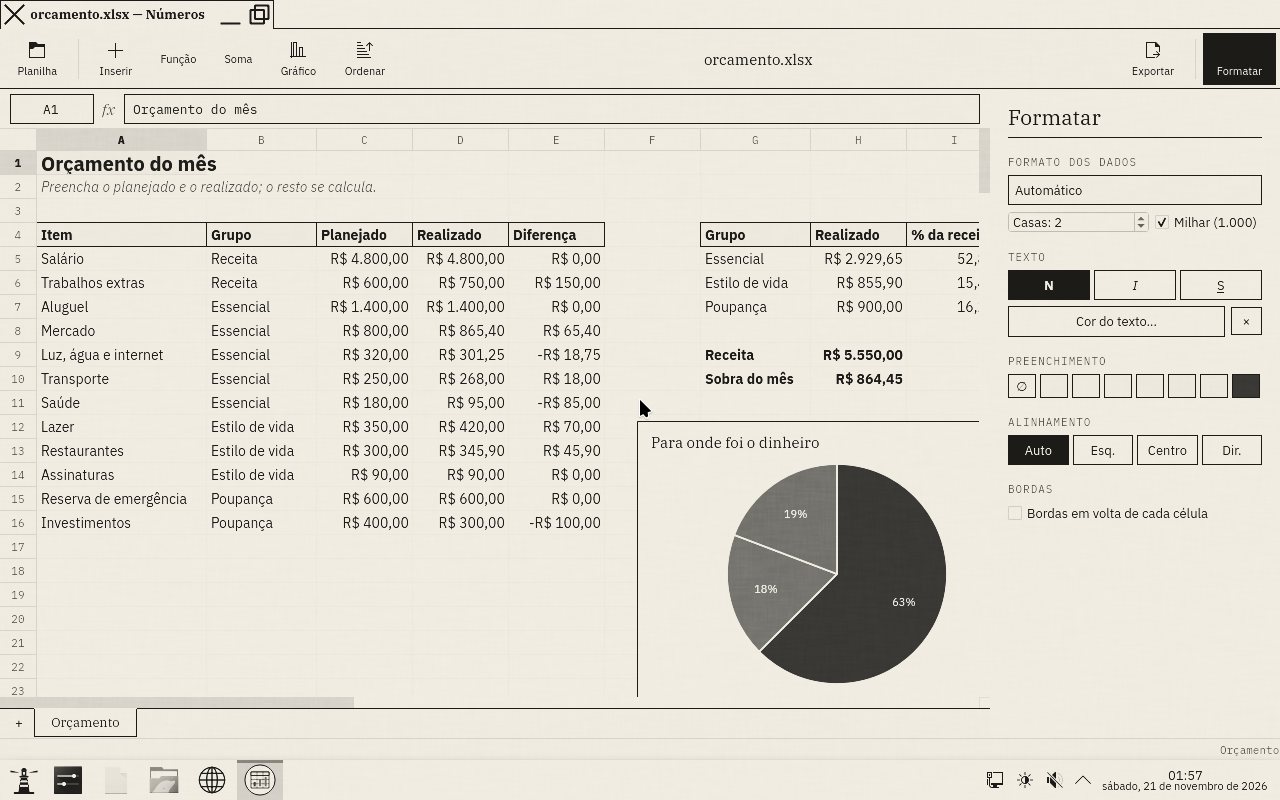 orcamento.xlsx — Números
Planilha
Inserir
Função
Soma
Gráfico
Ordenar
orcamento.xlsx
Exportar
Formatar
A1
fx
Orçamento do mês
A B C D E F G H I
1 Orçamento do mês
2 Preencha o planejado e o realizado; o resto se calcula.
3
4 Item Grupo Planejado Realizado Diferença Grupo Realizado % da recei
5 Salário Receita R$ 4.800,00 R$ 4.800,00 R$ 0,00 Essencial R$ 2.929,65 52,
6 Trabalhos extras Receita R$ 600,00 R$ 750,00 R$ 150,00 Estilo de vida R$ 855,90 15,
7 Aluguel Essencial R$ 1.400,00 R$ 1.400,00 R$ 0,00 Poupança R$ 900,00 16,
8 Mercado Essencial R$ 800,00 R$ 865,40 R$ 65,40
9 Luz, água e internet Essencial R$ 320,00 R$ 301,25 -R$ 18,75 Receita R$ 5.550,00
10 Transporte Essencial R$ 250,00 R$ 268,00 R$ 18,00 Sobra do mês R$ 864,45
11 Saúde Essencial R$ 180,00 R$ 95,00 -R$ 85,00
12 Lazer Estilo de vida R$ 350,00 R$ 420,00 R$ 70,00
13 Restaurantes Estilo de vida R$ 300,00 R$ 345,90 R$ 45,90
14 Assinaturas Estilo de vida R$ 90,00 R$ 90,00 R$ 0,00
15 Reserva de emergência Poupança R$ 600,00 R$ 600,00 R$ 0,00
16 Investimentos Poupança R$ 400,00 R$ 300,00 -R$ 100,00
17
18
19
20
21
22
23
Para onde foi o dinheiro
19%
18%
63%
Formatar
FORMATO DOS DADOS
Automático
Casas: 2
Milhar (1.000)
TEXTO
N I S
Cor do texto... ×
PREENCHIMENTO
∅
ALINHAMENTO
Auto Esq. Centro Dir.
BORDAS
Bordas em volta de cada célula
+ Orçamento
Orçamento
01:57
sábado, 21 de novembro de 2026